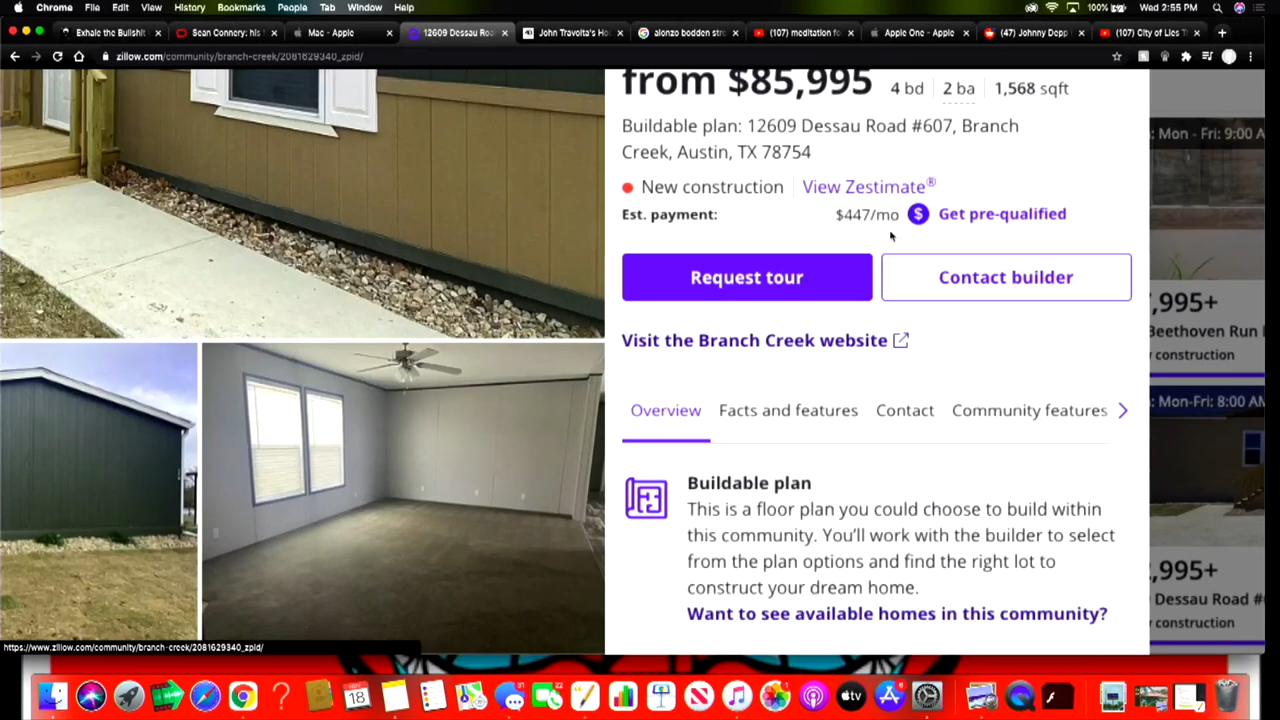 Chrome File Edit View History Bookmarks People Tab Window Help 100% Wed 2:55 PM
Exhale the Bullshit Sean Connery: his Mac - Apple 12609 Dessau Roa John Travolta's Ho alonzo bodden str (107) meditation fo Apple One - Apple (47) Johnny Depp (107) City of Lies Tr
zillow.com/community/branch-creek/2081629340_zpid/
from $85,995 4 bd 2 ba 1,568 sqft
Buildable plan: 12609 Dessau Road #607, Branch
Creek, Austin, TX 78754
New construction View Zestimate®
Est. payment: $447/mo $ Get pre-qualified
Request tour Contact builder
Visit the Branch Creek website
Overview Facts and features Contact Community features
Buildable plan
This is a floor plan you could choose to build within
this community. You'll work with the builder to select
from the plan options and find the right lot to
construct your dream home.
Want to see available homes in this community?
: Mon - Fri: 9:00 A
,995+
Beethoven Run
construction
: Mon-Fri: 8:00 AM
,995+
Dessau Road #
construction
https://www.zillow.com/community/branch-creek/2081629340_zpid/
18
tv